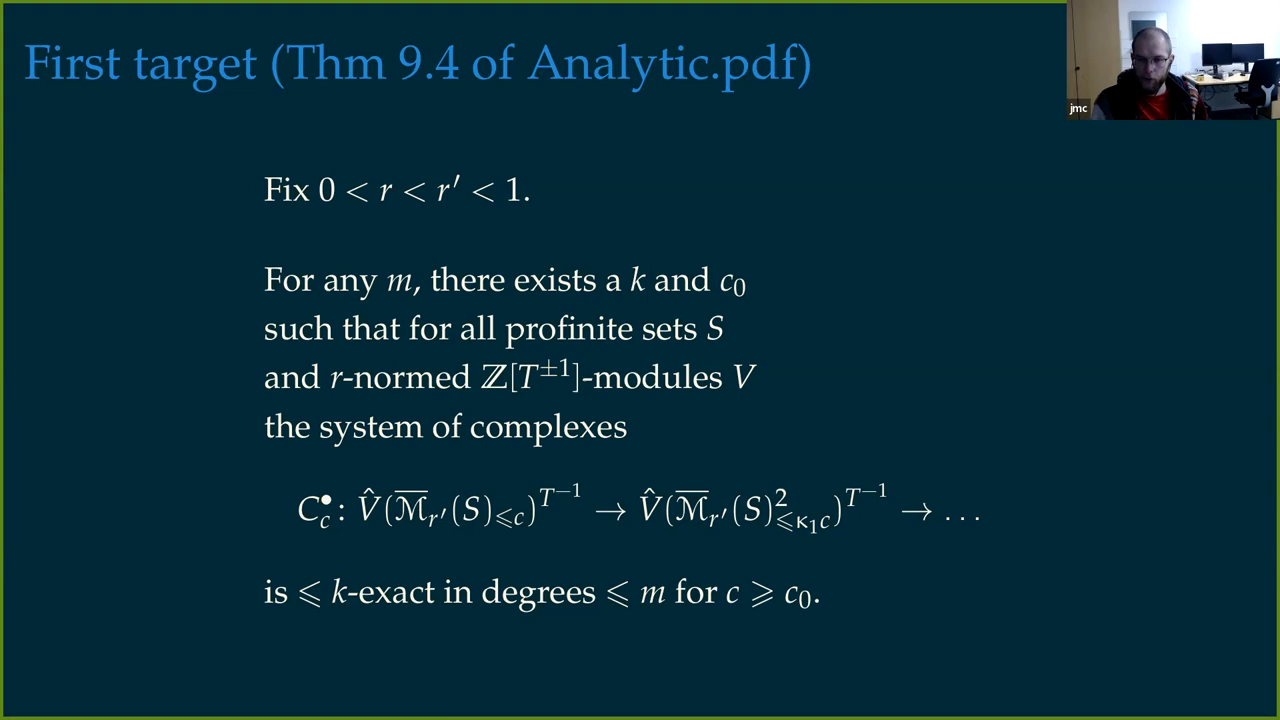 First target (Thm 9.4 of Analytic.pdf)
jmc
Fix 0 < r < r′ < 1.
For any m, there exists a k and c₀
such that for all profinite sets S
and r-normed ℤ[T^{±1}]-modules V
the system of complexes
C_c^•: V̂(ℳ̅_{r′}(S)_{⩽c})^{T^{−1}} → V̂(ℳ̅_{r′}(S)^2_{⩽κ₁c})^{T^{−1}} → …
is ⩽ k-exact in degrees ⩽ m for c ⩾ c₀.